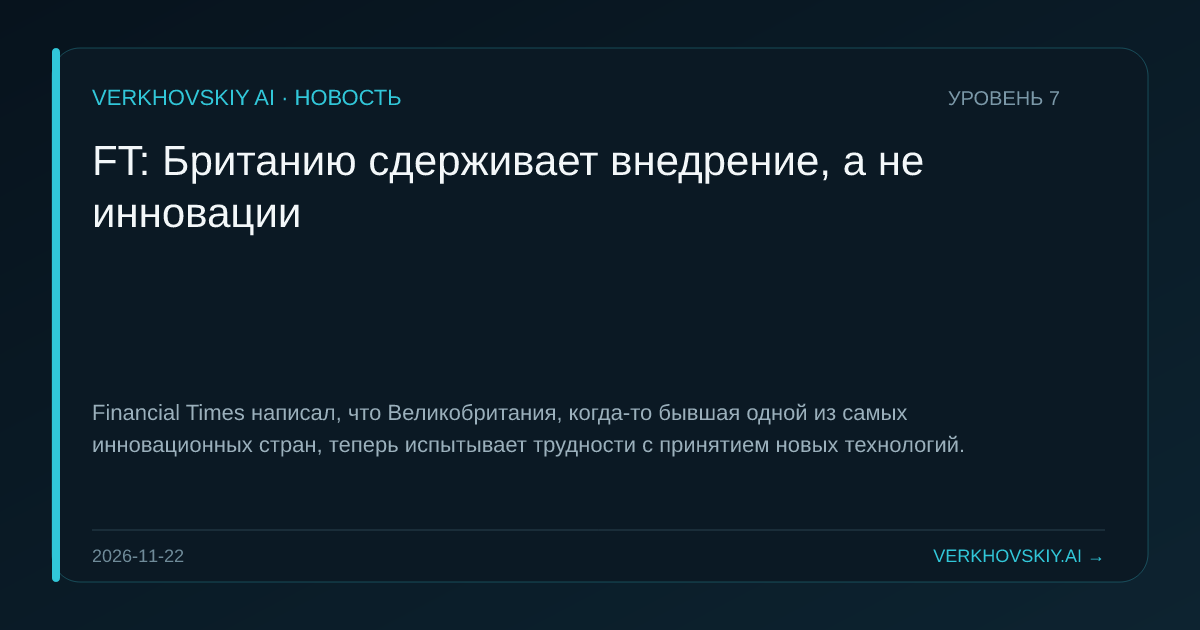 VERKHOVSKIY AI · НОВОСТЬ
УРОВЕНЬ 7
FT: Британию сдерживает внедрение, а не
инновации
Financial Times написал, что Великобритания, когда-то бывшая одной из самых
инновационных стран, теперь испытывает трудности с принятием новых технологий.
2026-11-22
VERKHOVSKIY.AI →